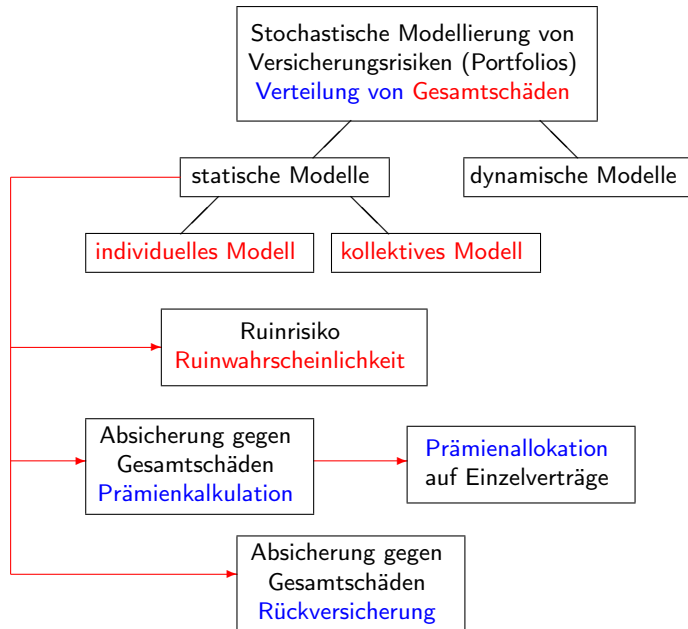 Stochastische Modellierung von
Versicherungsrisiken (Portfolios)
Verteilung von Gesamtschäden
statische Modelle
dynamische Modelle
individuelles Modell
kollektives Modell
Ruinrisiko
Ruinwahrscheinlichkeit
Absicherung gegen
Gesamtschäden
Prämienkalkulation
Prämienallokation
auf Einzelverträge
Absicherung gegen
Gesamtschäden
Rückversicherung